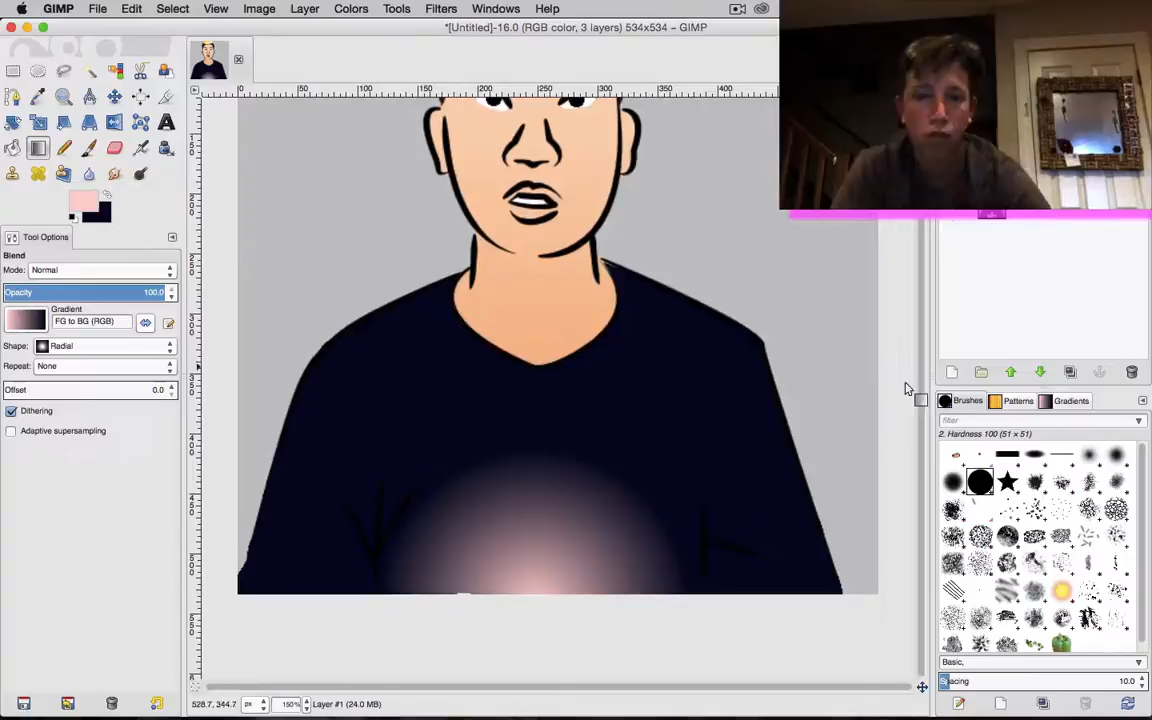 GIMP File Edit Select View Image Layer Colors Tools Filters Windows Help
*[Untitled]-16.0 (RGB color, 3 layers) 534x534 – GIMP
0 50 100 150 200 250 300 350 400
Tool Options
Blend
Mode: Normal
Opacity 100.0
Gradient
FG to BG (RGB)
Shape: Radial
Repeat: None
Offset 0.0
Dithering
Adaptive supersampling
Brushes Patterns Gradients
filter
2. Hardness 100 (51 × 51)
Basic,
Spacing 10.0
528.7, 344.7 px 150% Layer #1 (24.0 MB)